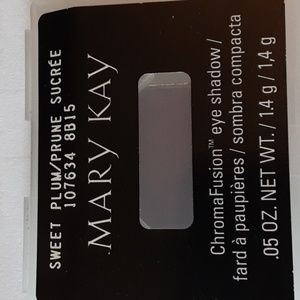 SWEET PLUM/PRUNE SUCRÉE
107634 8B15
MARY KAY
ChromaFusion™ eye shadow /
fard à paupières / sombra compacta
.05 OZ. NET WT. / 1.4 g / 1,4 g